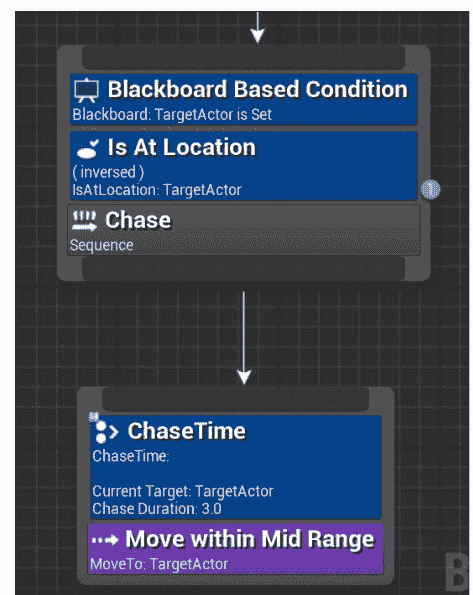 Blackboard Based Condition
Blackboard: TargetActor is Set
Is At Location
( inversed )
IsAtLocation: TargetActor
Chase
Sequence
ChaseTime
ChaseTime:
Current Target: TargetActor
Chase Duration: 3.0
Move within Mid Range
MoveTo: TargetActor
B